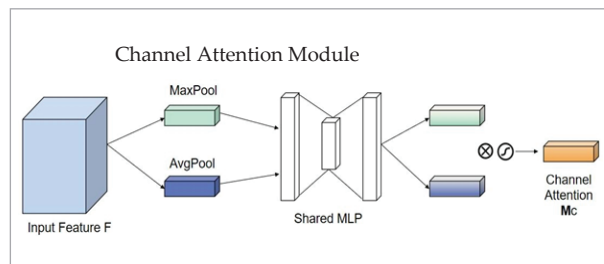 Channel Attention Module
MaxPool
AvgPool
Input Feature F
Shared MLP
Channel
Attention
Mc